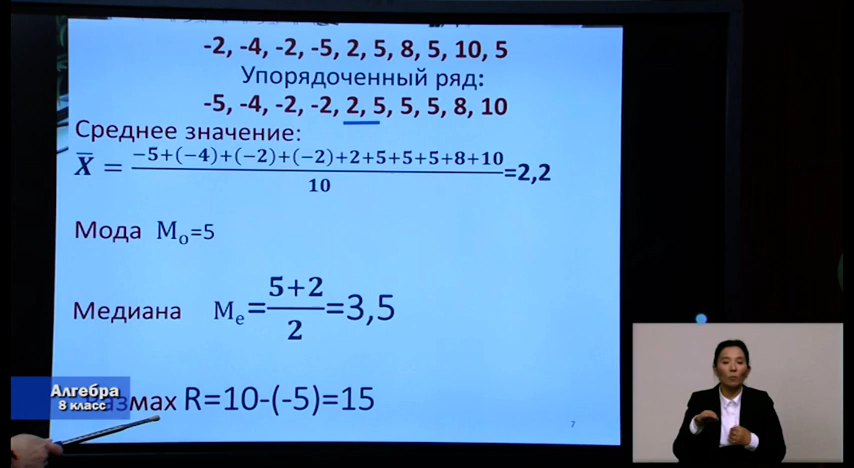 -2, -4, -2, -5, 2, 5, 8, 5, 10, 5
Упорядоченный ряд:
-5, -4, -2, -2, 2, 5, 5, 5, 8, 10
Среднее значение:
X̅ = (−5+(−4)+(−2)+(−2)+2+5+5+5+8+10)/10 =2,2
Мода Mo=5
Медиана Me=(5+2)/2=3,5
Алгебра
8 класс
R=10-(-5)=15
7